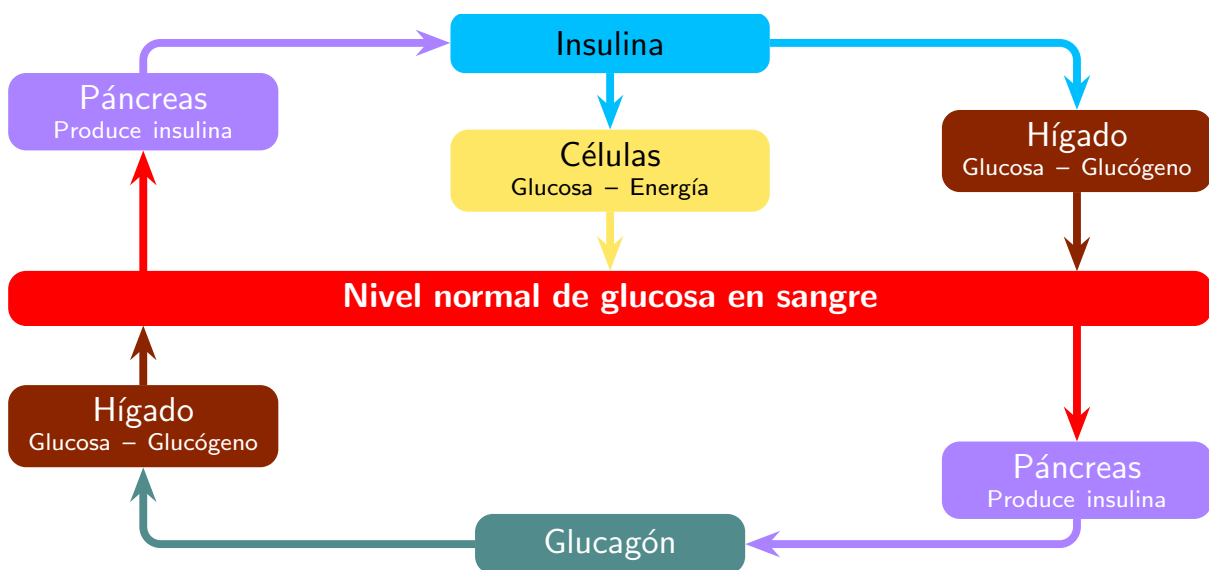 Insulina
Páncreas
Produce insulina
Células
Glucosa – Energía
Hígado
Glucosa – Glucógeno
Nivel normal de glucosa en sangre
Hígado
Glucosa – Glucógeno
Páncreas
Produce insulina
Glucagón